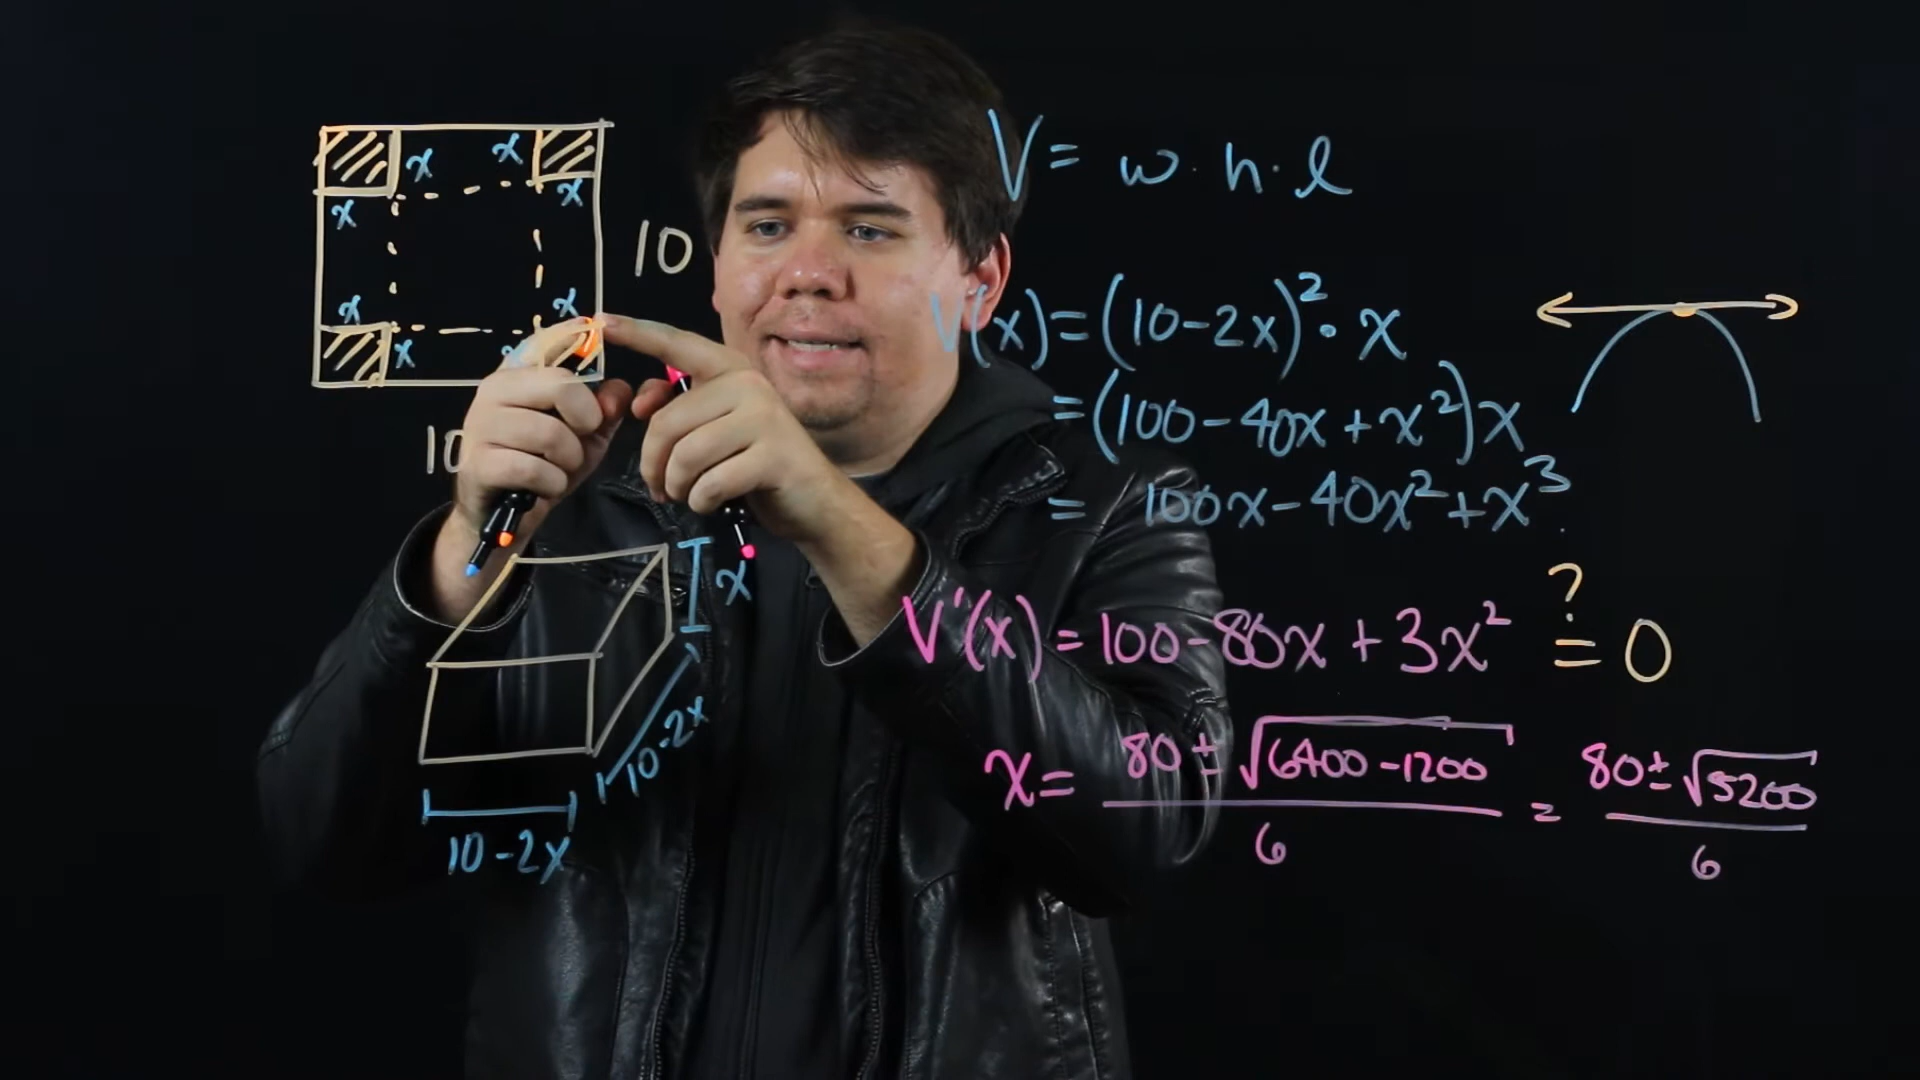 x x
x x
10
x x
x x
10
x
10-2x
10-2x
V = w · h · l
V(x) = (10-2x)² · x
= (100-40x+x²)x
= 100x-40x²+x³
V'(x) = 100-80x+3x² ?= 0
x = 80 ± √6400-1200 / 6 = 80 ± √5200 / 6